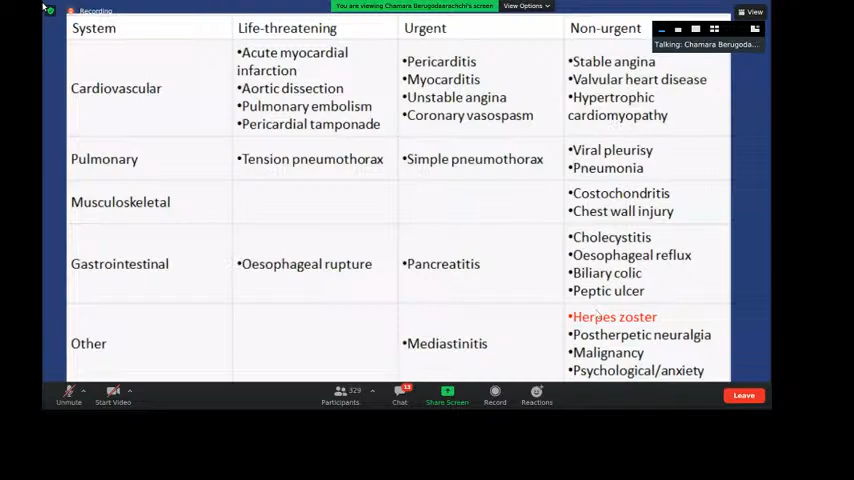 Recording
You are viewing Chamara Berugodaarachchi's screen
View Options
View
Talking: Chamara Berugoda...
System
Life-threatening
Urgent
Non-urgent
Cardiovascular
•Acute myocardial
infarction
•Aortic dissection
•Pulmonary embolism
•Pericardial tamponade
•Pericarditis
•Myocarditis
•Unstable angina
•Coronary vasospasm
•Stable angina
•Valvular heart disease
•Hypertrophic
cardiomyopathy
Pulmonary
•Tension pneumothorax
•Simple pneumothorax
•Viral pleurisy
•Pneumonia
Musculoskeletal
•Costochondritis
•Chest wall injury
Gastrointestinal
•Oesophageal rupture
•Pancreatitis
•Cholecystitis
•Oesophageal reflux
•Biliary colic
•Peptic ulcer
Other
•Mediastinitis
•Herpes zoster
•Postherpetic neuralgia
•Malignancy
•Psychological/anxiety
Unmute
Start Video
329
Participants
13
Chat
Share Screen
Record
Reactions
Leave